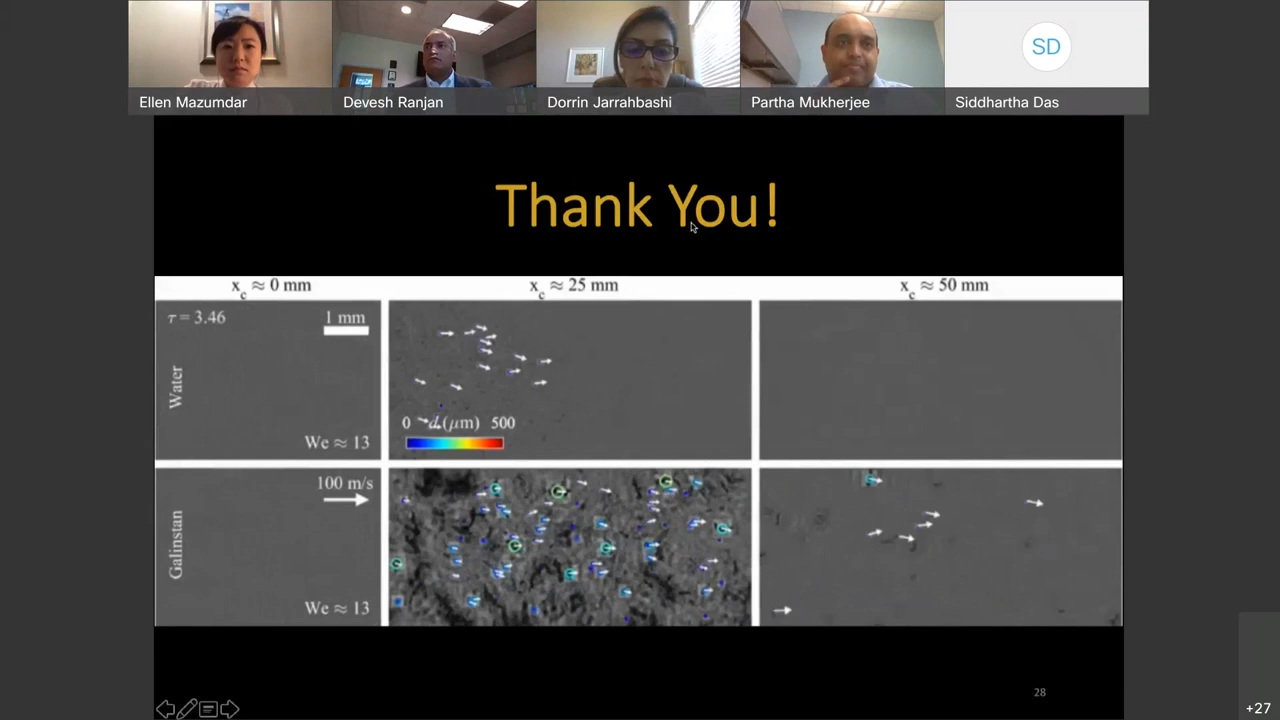 SD
Ellen Mazumdar
Devesh Ranjan
Dorrin Jarrahbashi
Partha Mukherjee
Siddhartha Das
Thank You!
x_c ≈ 0 mm
x_c ≈ 25 mm
x_c ≈ 50 mm
τ = 3.46
1 mm
Water
We ≈ 13
0 d(μm) 500
100 m/s
Galinstan
We ≈ 13
28
+27